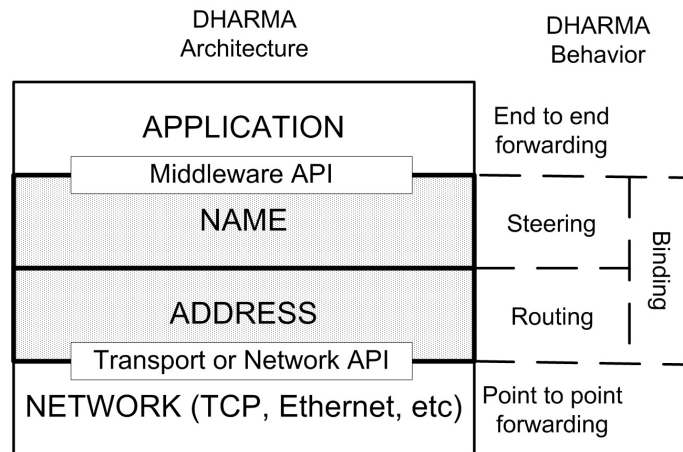 DHARMA
Architecture
DHARMA
Behavior
APPLICATION
End to end
forwarding
Middleware API
NAME
Steering
Binding
ADDRESS
Routing
Transport or Network API
NETWORK (TCP, Ethernet, etc)
Point to point
forwarding